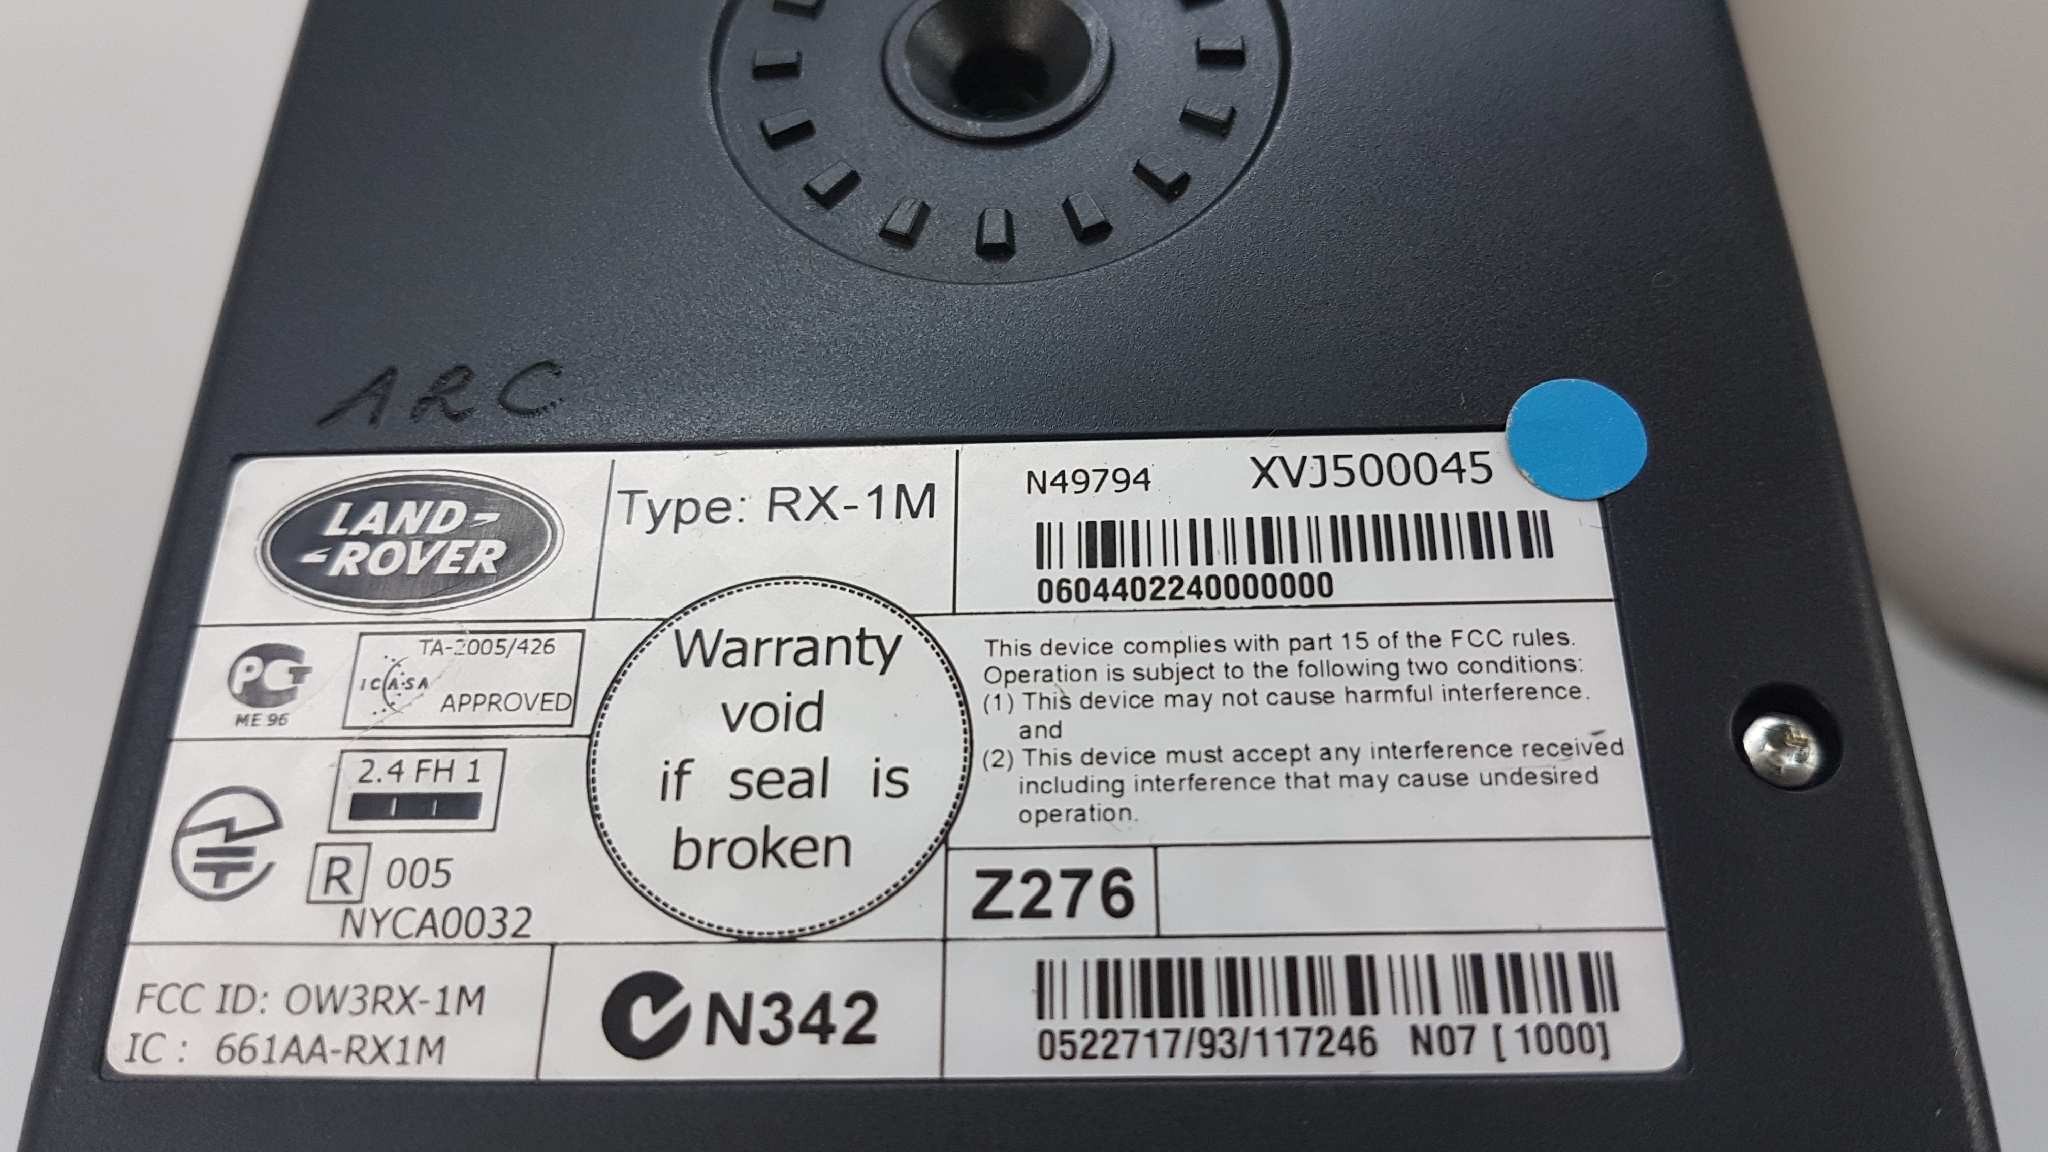 ARC
LAND-
-ROVER
Type: RX-1M
N49794 XVJ500045
0604402240000000
ME 96
TA-2005/426
ICASA
APPROVED
2.4 FH 1
R 005
NYCA0032
Warranty
void
if seal is
broken
This device complies with part 15 of the FCC rules.
Operation is subject to the following two conditions:
(1) This device may not cause harmful interference.
and
(2) This device must accept any interference received
including interference that may cause undesired
operation.
Z276
FCC ID: OW3RX-1M
IC : 661AA-RX1M
N342
0522717/93/117246 N07 [ 1000]